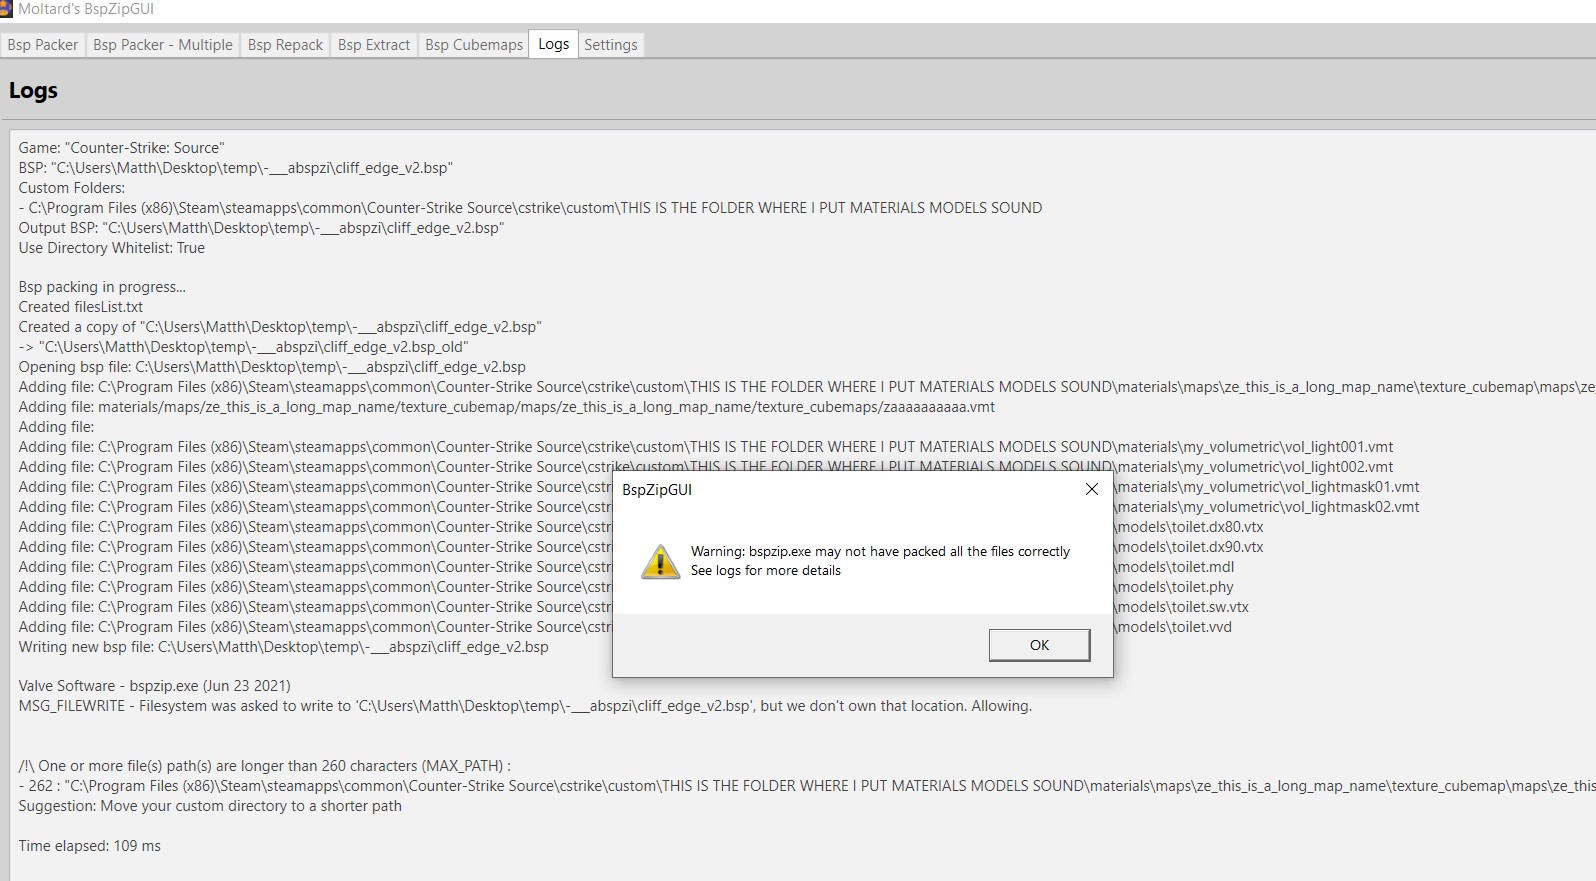 Moltard's BspZipGUI
Bsp Packer
Bsp Packer - Multiple
Bsp Repack
Bsp Extract
Bsp Cubemaps
Logs
Settings
Logs
Game: "Counter-Strike: Source"
BSP: "C:\Users\Matth\Desktop\temp\-___abspzi\cliff_edge_v2.bsp"
Custom Folders:
- C:\Program Files (x86)\Steam\steamapps\common\Counter-Strike Source\cstrike\custom\THIS IS THE FOLDER WHERE I PUT MATERIALS MODELS SOUND
Output BSP: "C:\Users\Matth\Desktop\temp\-___abspzi\cliff_edge_v2.bsp"
Use Directory Whitelist: True
Bsp packing in progress...
Created filesList.txt
Created a copy of "C:\Users\Matth\Desktop\temp\-___abspzi\cliff_edge_v2.bsp"
-> "C:\Users\Matth\Desktop\temp\-___abspzi\cliff_edge_v2.bsp_old"
Opening bsp file: C:\Users\Matth\Desktop\temp\-___abspzi\cliff_edge_v2.bsp
Adding file: C:\Program Files (x86)\Steam\steamapps\common\Counter-Strike Source\cstrike\custom\THIS IS THE FOLDER WHERE I PUT MATERIALS MODELS SOUND\materials\maps\ze_this_is_a_long_map_name\texture_cubemap\maps\ze
Adding file: materials/maps/ze_this_is_a_long_map_name/texture_cubemap/maps/ze_this_is_a_long_map_name/texture_cubemaps/zaaaaaaaaaa.vmt
Adding file:
Adding file: C:\Program Files (x86)\Steam\steamapps\common\Counter-Strike Source\cstrike\custom\THIS IS THE FOLDER WHERE I PUT MATERIALS MODELS SOUND\materials\my_volumetric\vol_light001.vmt
Adding file: C:\Program Files (x86)\Steam\steamapps\common\Counter-Strike Source\cstrike\custom\THIS IS THE FOLDER WHERE I PUT MATERIALS MODELS SOUND\materials\my_volumetric\vol_light002.vmt
Adding file: C:\Program Files (x86)\Steam\steamapps\common\Counter-Strike Source\cstr \materials\my_volumetric\vol_lightmask01.vmt
Adding file: C:\Program Files (x86)\Steam\steamapps\common\Counter-Strike Source\cstr \materials\my_volumetric\vol_lightmask02.vmt
Adding file: C:\Program Files (x86)\Steam\steamapps\common\Counter-Strike Source\cstr \models\toilet.dx80.vtx
Adding file: C:\Program Files (x86)\Steam\steamapps\common\Counter-Strike Source\cstr \models\toilet.dx90.vtx
Adding file: C:\Program Files (x86)\Steam\steamapps\common\Counter-Strike Source\cstr \models\toilet.mdl
Adding file: C:\Program Files (x86)\Steam\steamapps\common\Counter-Strike Source\cstr \models\toilet.phy
Adding file: C:\Program Files (x86)\Steam\steamapps\common\Counter-Strike Source\cstr \models\toilet.sw.vtx
Adding file: C:\Program Files (x86)\Steam\steamapps\common\Counter-Strike Source\cstr \models\toilet.vvd
Writing new bsp file: C:\Users\Matth\Desktop\temp\-___abspzi\cliff_edge_v2.bsp
Valve Software - bspzip.exe (Jun 23 2021)
MSG_FILEWRITE - Filesystem was asked to write to 'C:\Users\Matth\Desktop\temp\-___abspzi\cliff_edge_v2.bsp', but we don't own that location. Allowing.
/!\ One or more file(s) path(s) are longer than 260 characters (MAX_PATH) :
- 262 : "C:\Program Files (x86)\Steam\steamapps\common\Counter-Strike Source\cstrike\custom\THIS IS THE FOLDER WHERE I PUT MATERIALS MODELS SOUND\materials\maps\ze_this_is_a_long_map_name\texture_cubemap\maps\ze_this
Suggestion: Move your custom directory to a shorter path
Time elapsed: 109 ms
BspZipGUI
Warning: bspzip.exe may not have packed all the files correctly
See logs for more details
OK